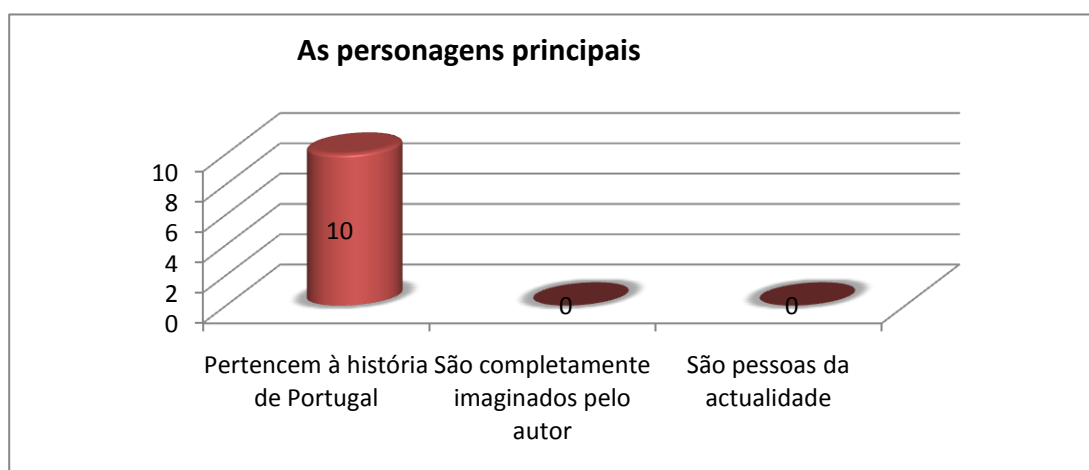 As personagens principais
10
8
6
4
2
0
10
0
0
Pertencem à história
de Portugal
São completamente
imaginados pelo
autor
São pessoas da
actualidade